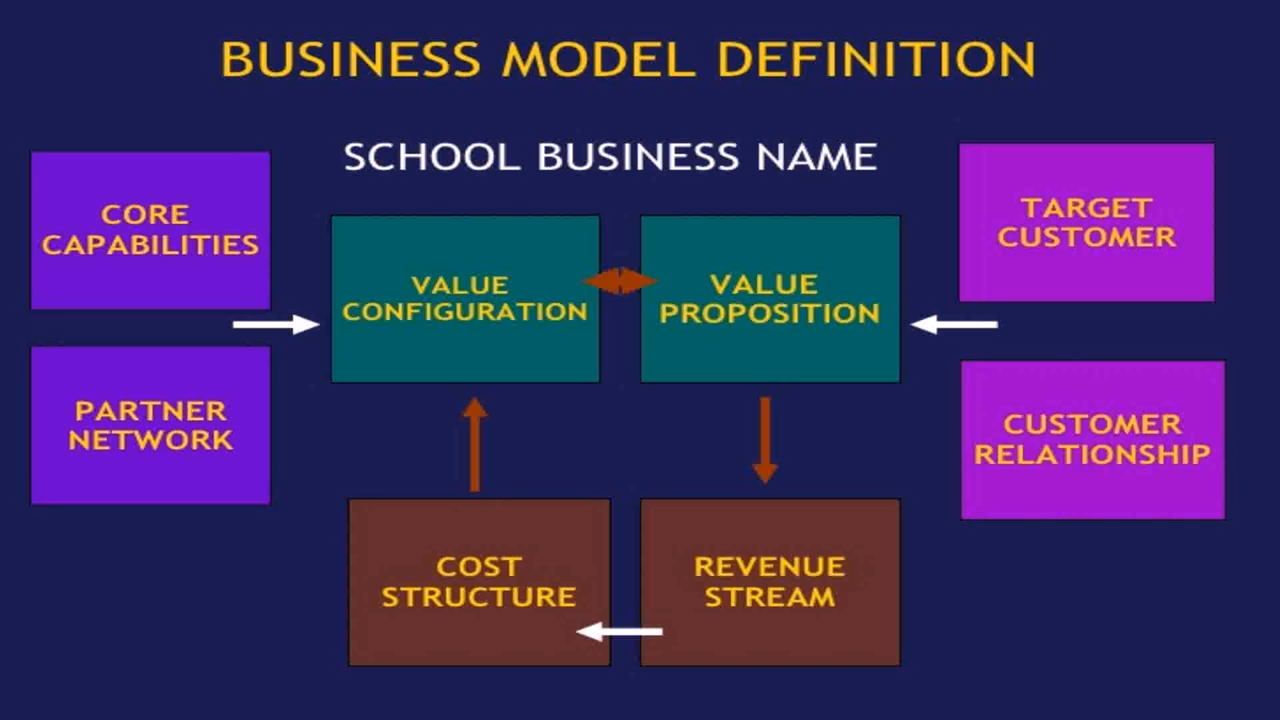 BUSINESS MODEL DEFINITION
SCHOOL BUSINESS NAME
CORE
CAPABILITIES
VALUE
CONFIGURATION
VALUE
PROPOSITION
TARGET
CUSTOMER
PARTNER
NETWORK
CUSTOMER
RELATIONSHIP
COST
STRUCTURE
REVENUE
STREAM